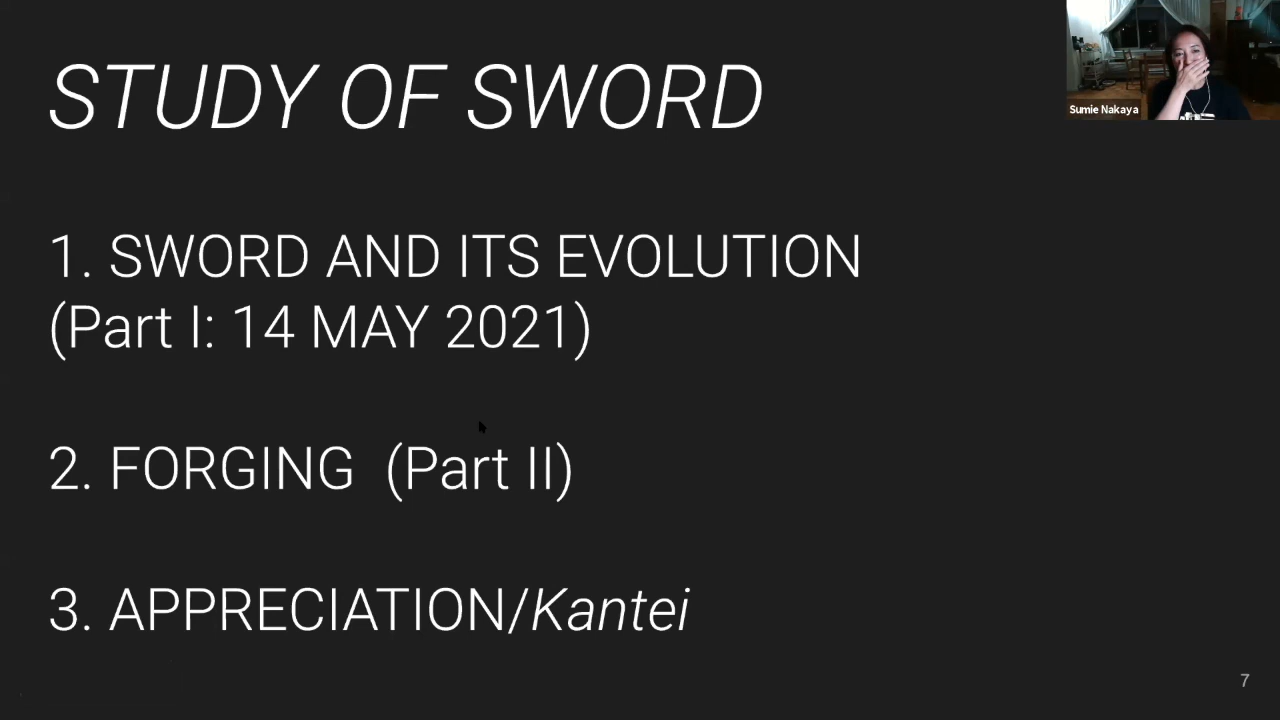 STUDY OF SWORD
Sumie Nakaya
1. SWORD AND ITS EVOLUTION
(Part I: 14 MAY 2021)
2. FORGING (Part II)
3. APPRECIATION/Kantei
7